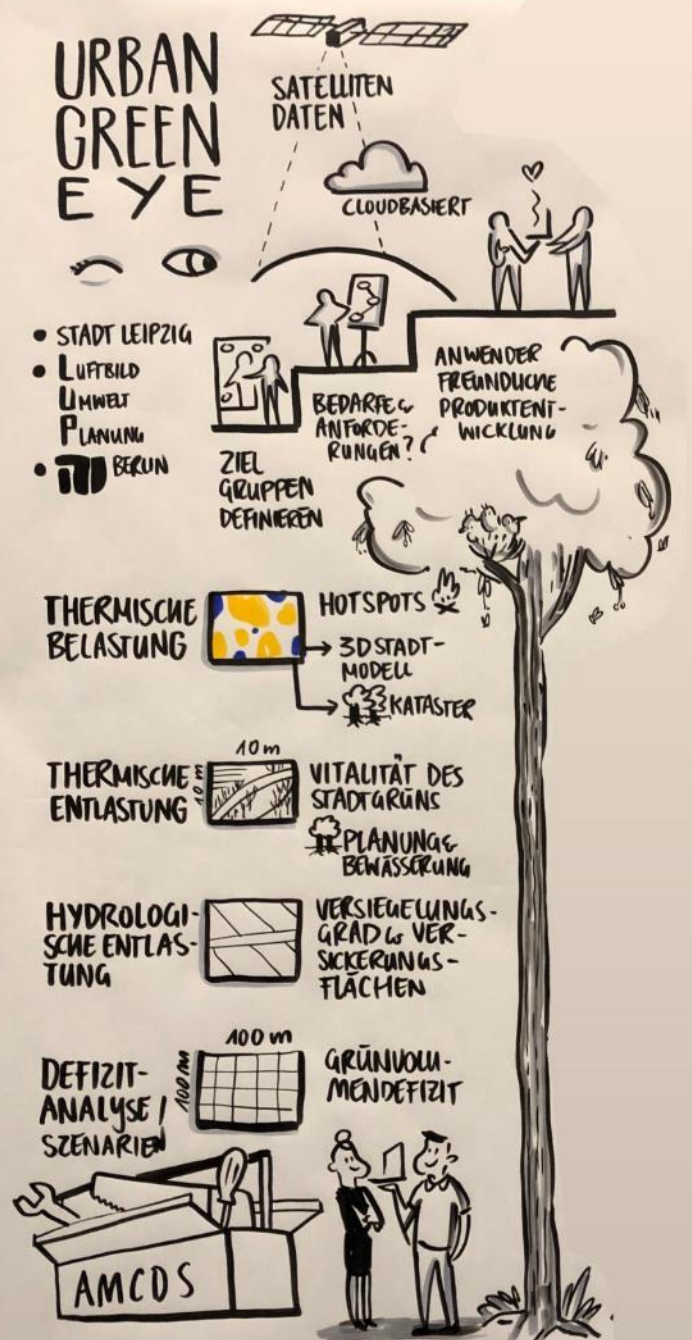 URBAN
GREEN
EYE
SATELLITEN
DATEN
CLOUDBASIERT
• STADT LEIPZIG
• LUFTBILD
UMWELT
PLANUNG
• TU BERLIN
ZIEL
GRUPPEN
DEFINIEREN
BEDARFE &
ANFORDE-
RUNGEN?
ANWENDER
FREUNDLICHE
PRODUKTENT-
WICKLUNG
THERMISCHE
BELASTUNG
HOTSPOTS
3D STADT-
MODELL
KATASTER
THERMISCHE
ENTLASTUNG
10 m
10 m
VITALITÄT DES
STADTGRÜNS
PLANUNG &
BEWÄSSERUNG
HYDROLOGI-
SCHE ENTLAS-
TUNG
VERSIEGELUNGS-
GRAD & VER-
SICKERUNGS-
FLÄCHEN
DEFIZIT-
ANALYSE /
SZENARIEN
100 m
100 m
GRÜNVOLU-
MENDEFIZIT
AMCDS